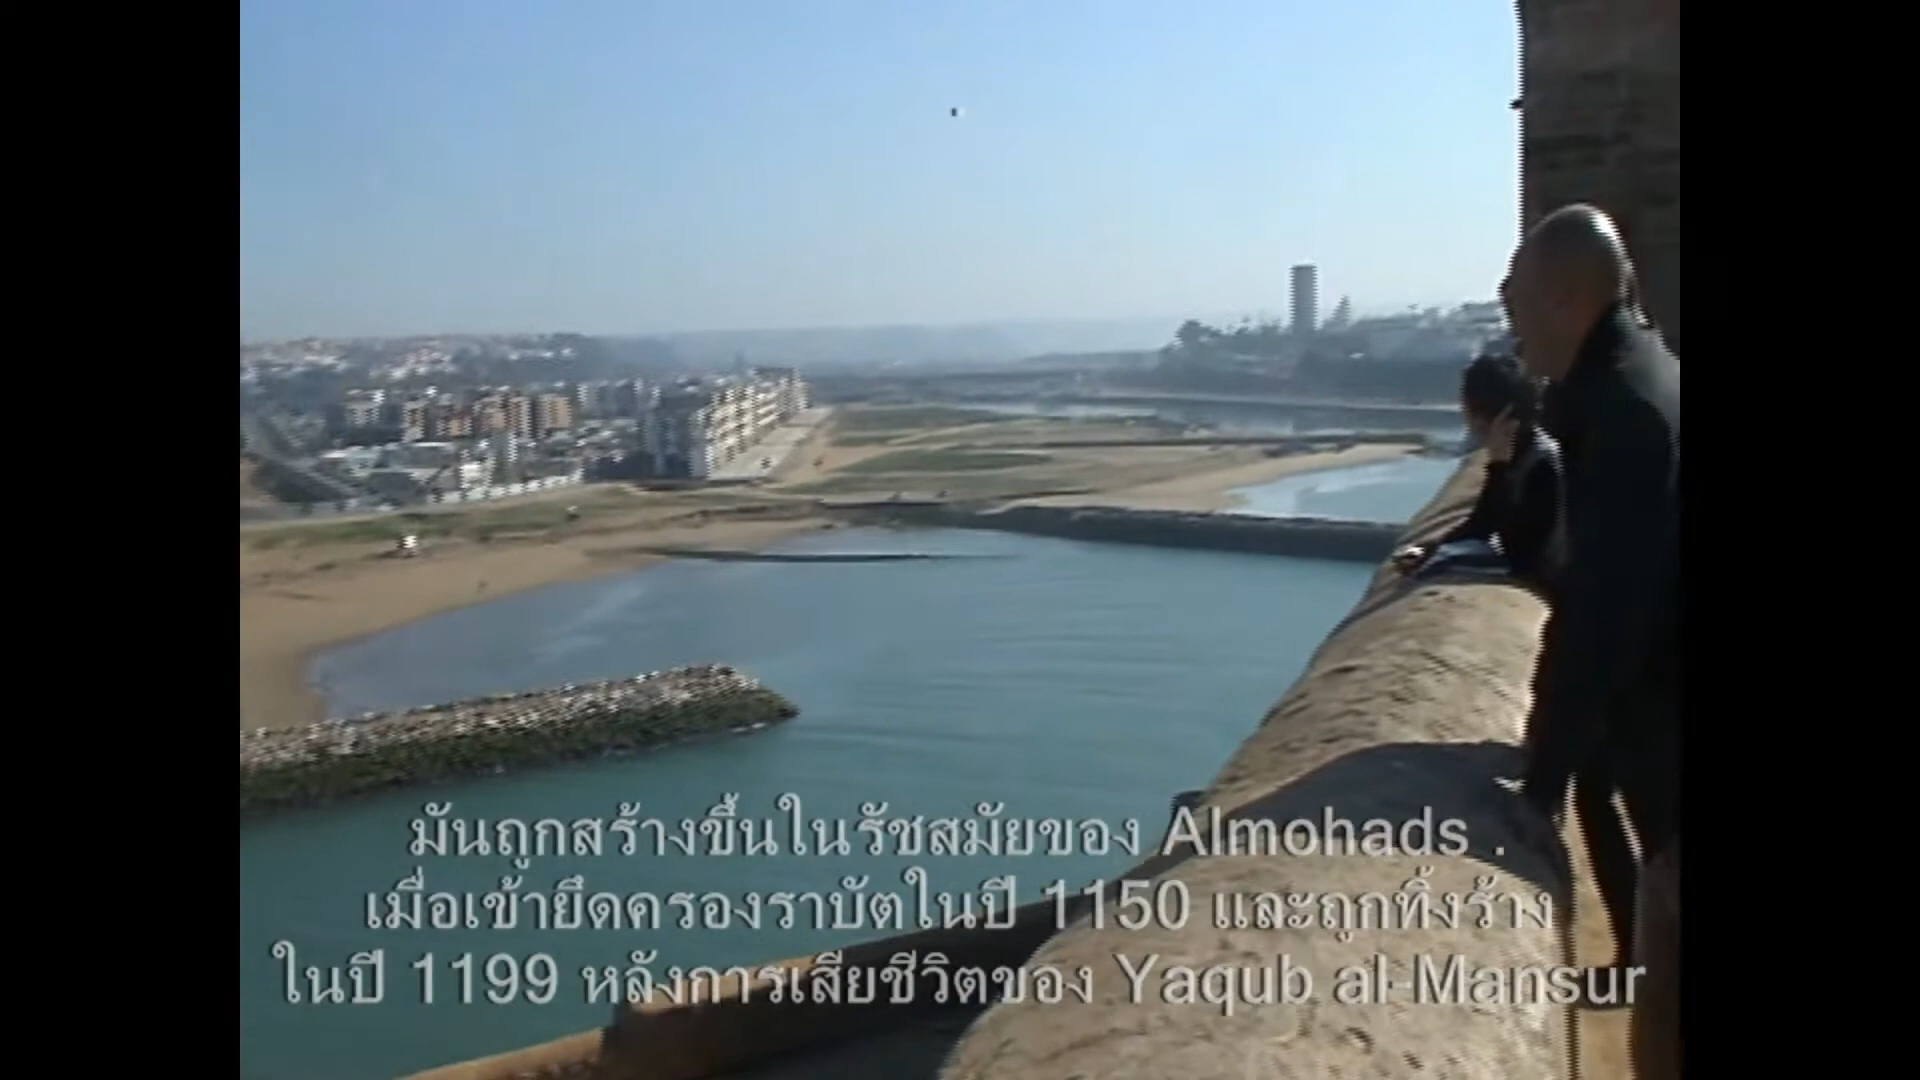 มันถูกสร้างขึ้นในรัชสมัยของ Almohads .
เมื่อเข้ายึดครองราบัตในปี 1150 และถูกทิ้งร้าง
ในปี 1199 หลังการเสียชีวิตของ Yaqub al-Mansur